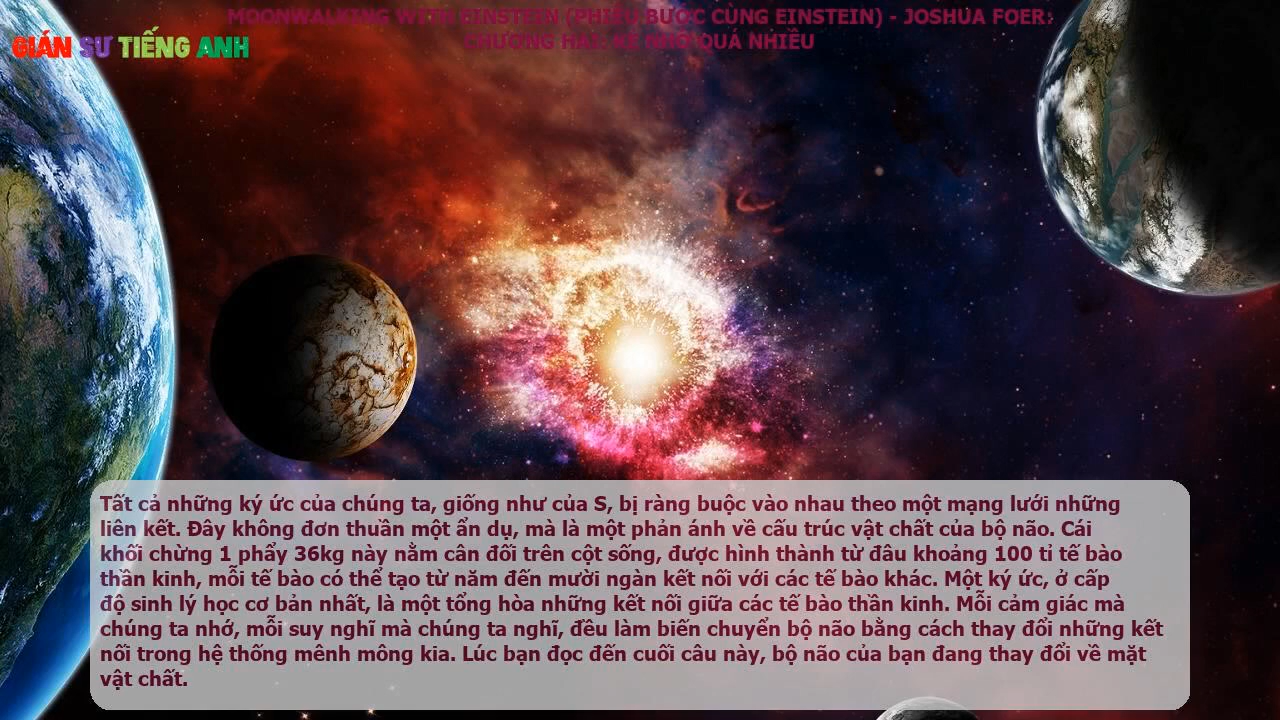 MOONWALKING WITH EINSTEIN (PHIÊU BƯỚC CÙNG EINSTEIN) - JOSHUA FOER:
CHƯƠNG HAI: KẺ NHỚ QUÁ NHIỀU
GIÁN SƯ TIẾNG ANH
Tất cả những ký ức của chúng ta, giống như của S, bị ràng buộc vào nhau theo một mạng lưới những
liên kết. Đây không đơn thuần một ẩn dụ, mà là một phản ánh về cấu trúc vật chất của bộ não. Cái
khối chừng 1 phẩy 36kg này nằm cân đối trên cột sống, được hình thành từ đâu khoảng 100 tỉ tế bào
thần kinh, mỗi tế bào có thể tạo từ năm đến mười ngàn kết nối với các tế bào khác. Một ký ức, ở cấp
độ sinh lý học cơ bản nhất, là một tổng hòa những kết nối giữa các tế bào thần kinh. Mỗi cảm giác mà
chúng ta nhớ, mỗi suy nghĩ mà chúng ta nghĩ, đều làm biến chuyển bộ não bằng cách thay đổi những kết
nối trong hệ thống mênh mông kia. Lúc bạn đọc đến cuối câu này, bộ não của bạn đang thay đổi về mặt
vật chất.